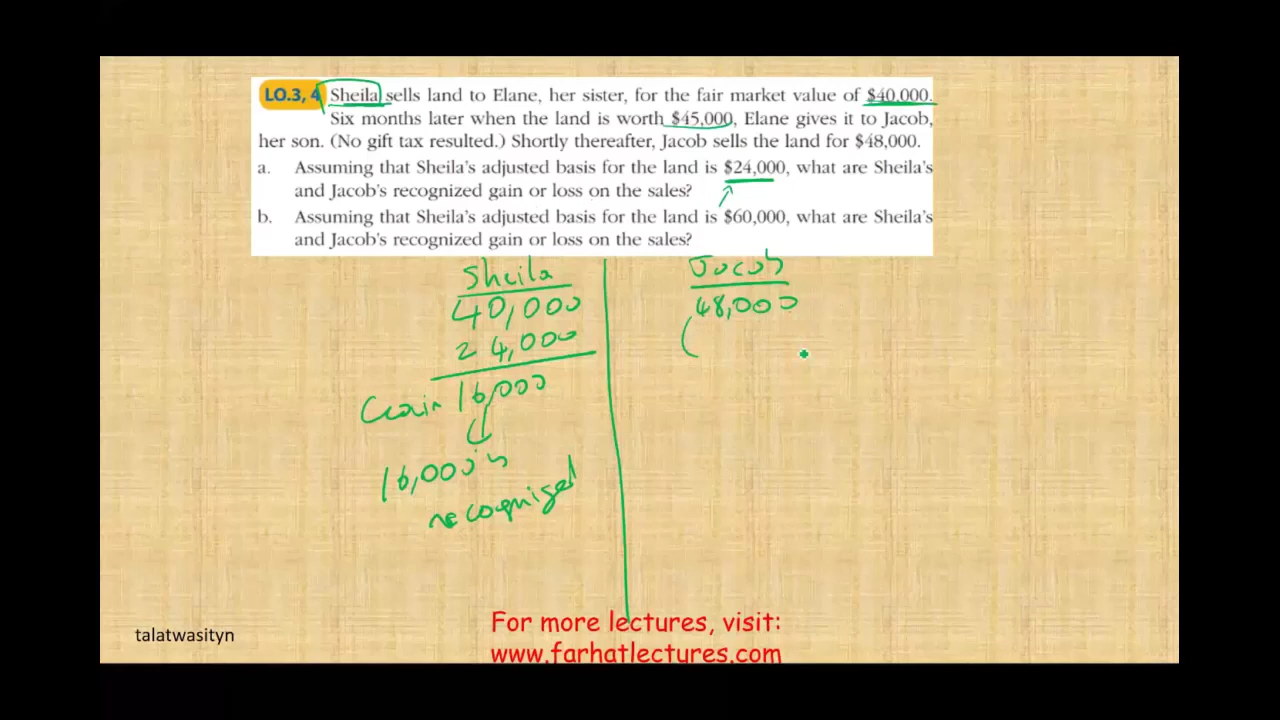 LO.3, 4 Sheila sells land to Elane, her sister, for the fair market value of $40,000.
Six months later when the land is worth $45,000, Elane gives it to Jacob,
her son. (No gift tax resulted.) Shortly thereafter, Jacob sells the land for $48,000.
a. Assuming that Sheila's adjusted basis for the land is $24,000, what are Sheila's
and Jacob's recognized gain or loss on the sales?
b. Assuming that Sheila's adjusted basis for the land is $60,000, what are Sheila's
and Jacob's recognized gain or loss on the sales?
Sheila
40,000
24,000
Gain 16,000
16,000 is
recognized
Jacob
48,000
(
For more lectures, visit:
www.farhatlectures.com
talatwasityn